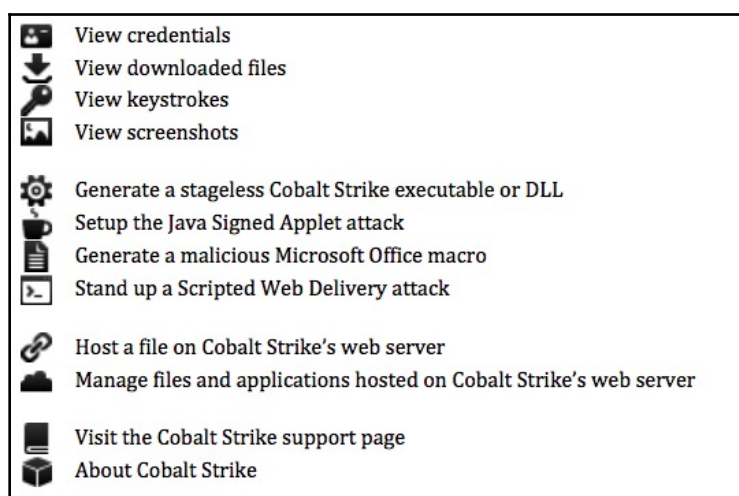 View credentials
View downloaded files
View keystrokes
View screenshots
Generate a stageless Cobalt Strike executable or DLL
Setup the Java Signed Applet attack
Generate a malicious Microsoft Office macro
Stand up a Scripted Web Delivery attack
Host a file on Cobalt Strike’s web server
Manage files and applications hosted on Cobalt Strike’s web server
Visit the Cobalt Strike support page
About Cobalt Strike